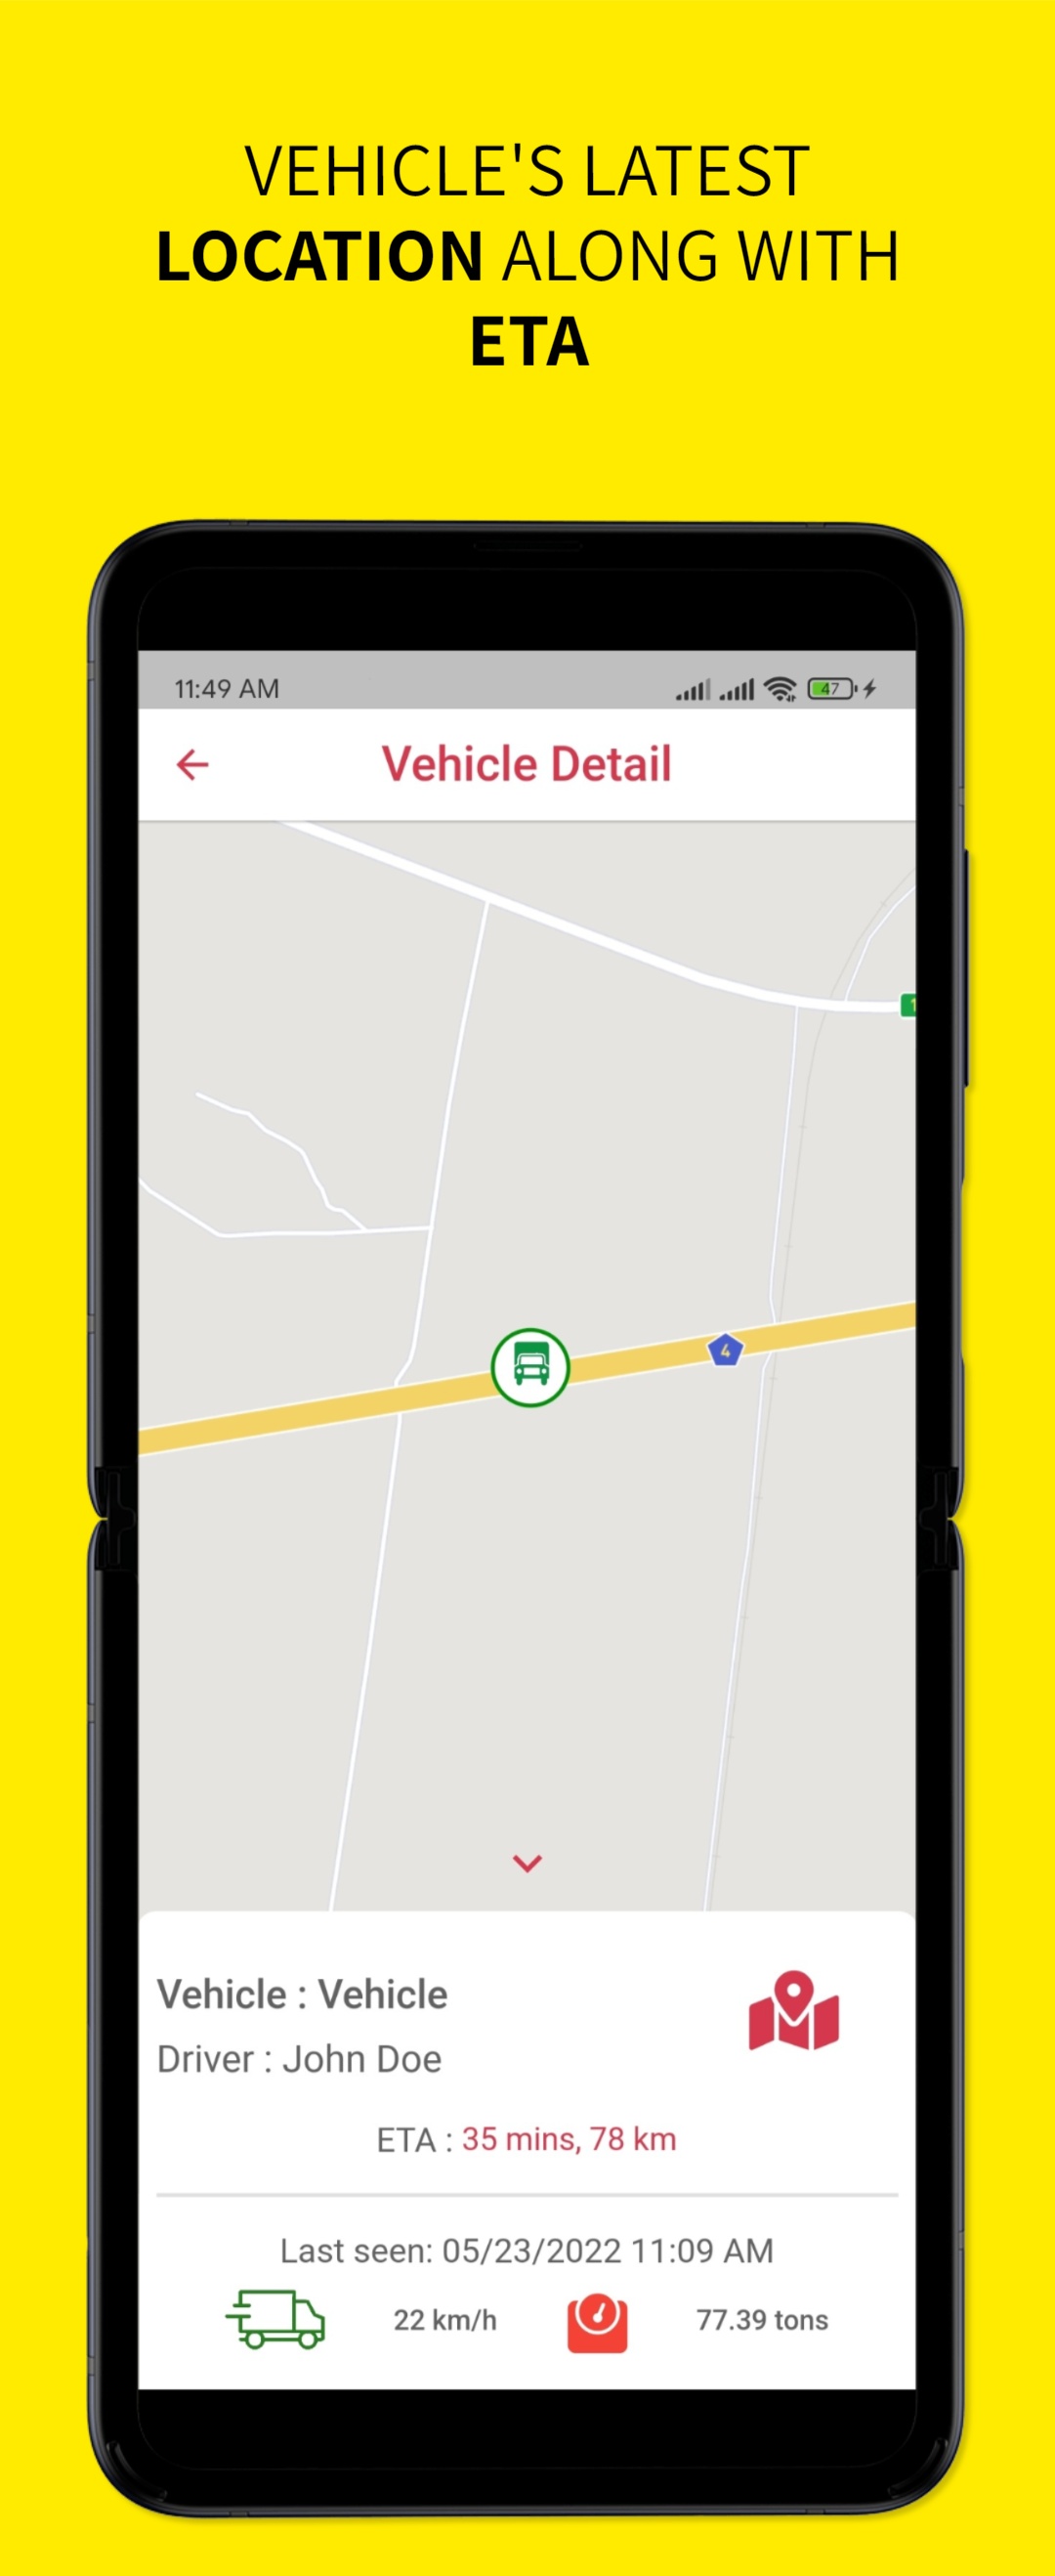 VEHICLE'S LATEST
LOCATION ALONG WITH
ETA
11:49 AM
47
Vehicle Detail
1
4
Vehicle : Vehicle
Driver : John Doe
ETA : 35 mins, 78 km
Last seen: 05/23/2022 11:09 AM
22 km/h
77.39 tons